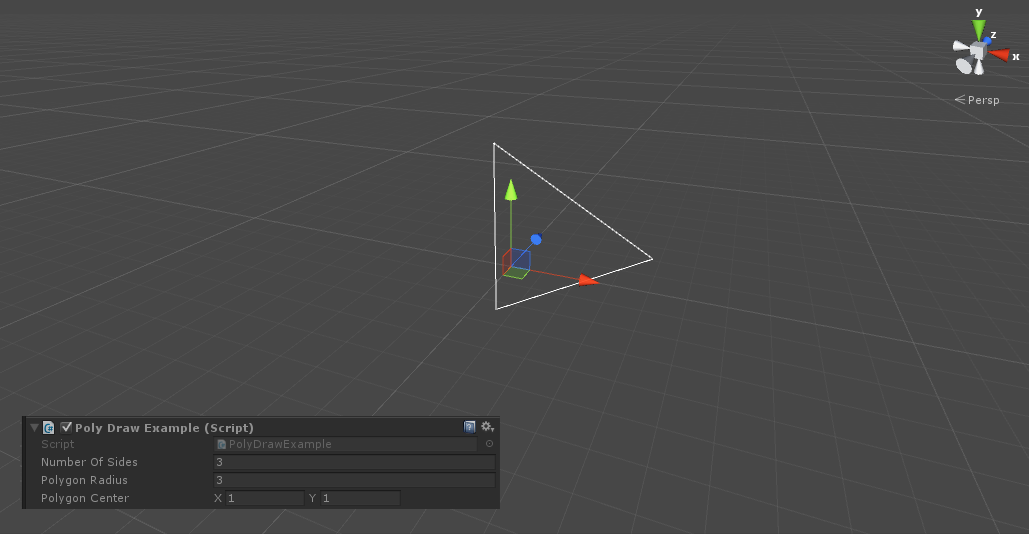 y
z
x
Persp
Poly Draw Example (Script)
Script PolyDrawExample
Number Of Sides 3
Polygon Radius 3
Polygon Center X 1 Y 1